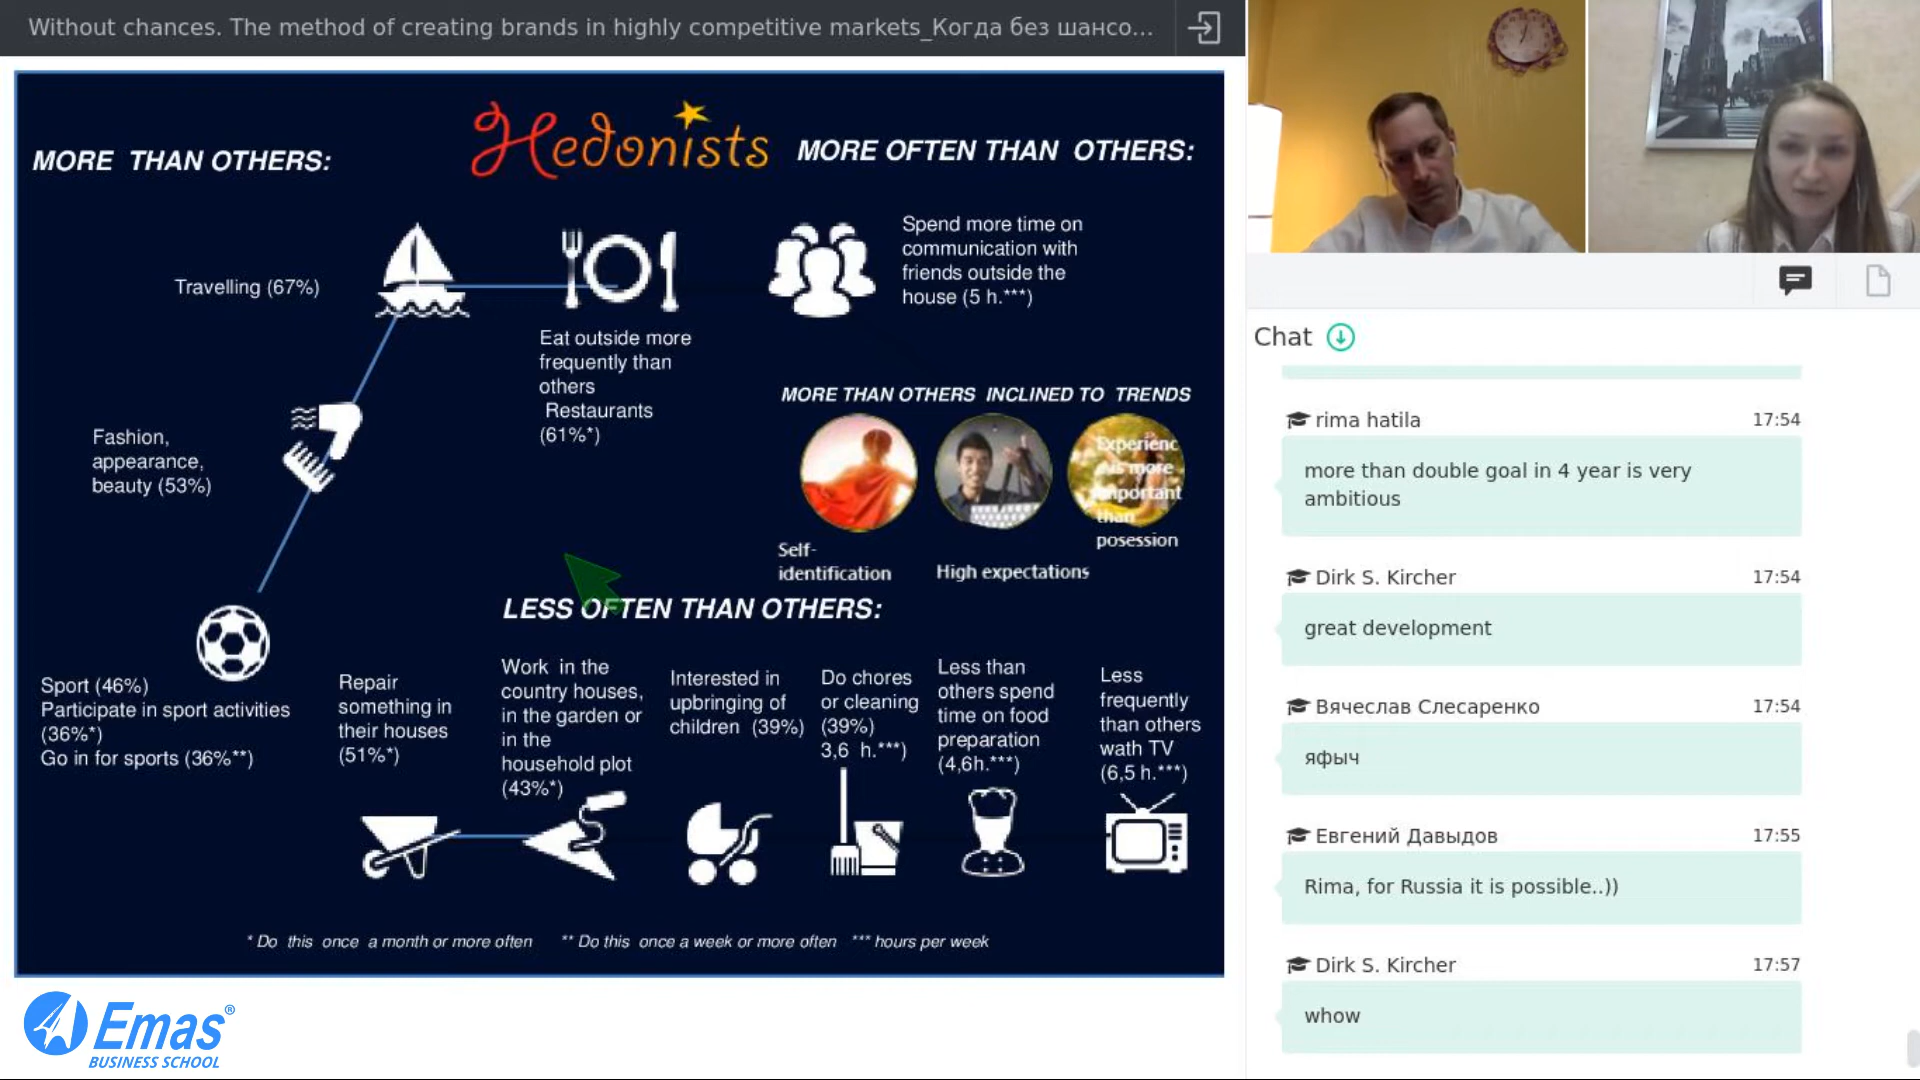 Without chances. The method of creating brands in highly competitive markets_Когда без шансо...
Hedonists
MORE THAN OTHERS:
MORE OFTEN THAN OTHERS:
Travelling (67%)
Eat outside more
frequently than
others
Restaurants
(61%*)
Spend more time on
communication with
friends outside the
house (5 h.***)
Fashion,
appearance,
beauty (53%)
MORE THAN OTHERS INCLINED TO TRENDS
Self-
identification
High expectations
Experienc
e is more
important
than
posession
LESS OFTEN THAN OTHERS:
Sport (46%)
Participate in sport activities
(36%*)
Go in for sports (36%**)
Repair
something in
their houses
(51%*)
Work in the
country houses,
in the garden or
in the
household plot
(43%*)
Interested in
upbringing of
children (39%)
Do chores
or cleaning
(39%)
3,6 h.***)
Less than
others spend
time on food
preparation
(4,6h.***)
Less
frequently
than others
wath TV
(6,5 h.***)
* Do this once a month or more often ** Do this once a week or more often *** hours per week
Emas®
BUSINESS SCHOOL
Chat
rima hatila 17:54
more than double goal in 4 year is very
ambitious
Dirk S. Kircher 17:54
great development
Вячеслав Слесаренко 17:54
яфыч
Евгений Давыдов 17:55
Rima, for Russia it is possible..))
Dirk S. Kircher 17:57
whow